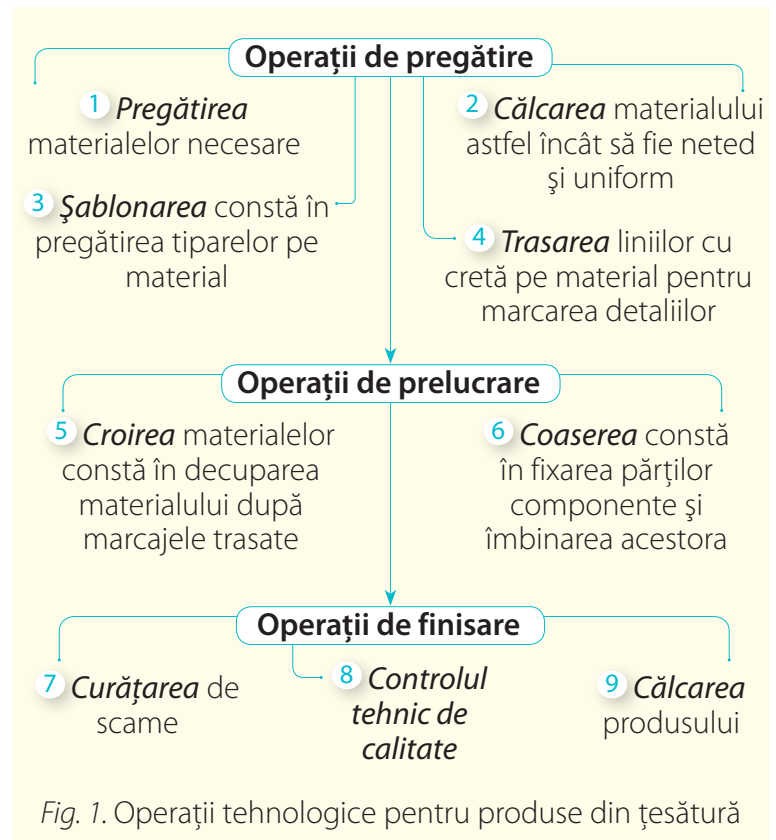 Operații de pregătire
1 Pregătirea
materialelor necesare
2 Călcarea materialului
astfel încât să fie neted
şi uniform
3 Şablonarea constă în
pregătirea tiparelor pe
material
4 Trasarea liniilor cu
cretă pe material pentru
marcarea detaliilor
Operații de prelucrare
5 Croirea materialelor
constă în decuparea
materialului după
marcajele trasate
6 Coaserea constă
în fixarea părților
componente şi
îmbinarea acestora
Operații de finisare
7 Curățarea de
scame
8 Controlul
tehnic de
calitate
9 Călcarea
produsului
Fig. 1. Operații tehnologice pentru produse din țesătură